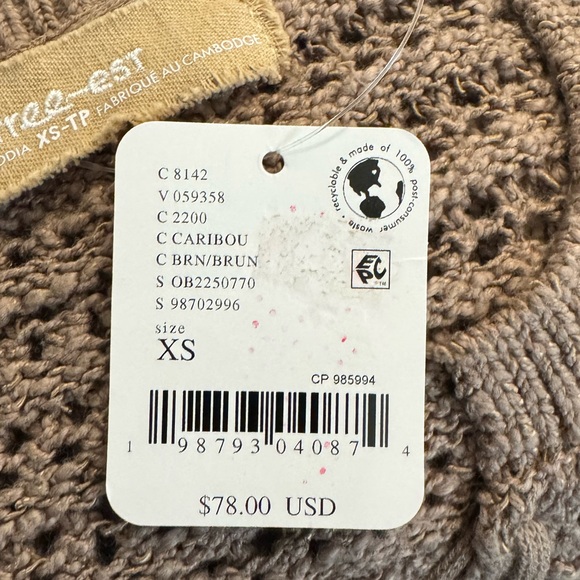 ree-est
XS-TP FABRIQUÉ AU CAMBODGE
C 8142
V 059358
C 2200
C CARIBOU
C BRN/BRUN
S OB2250770
S 98702996
size
XS
recyclable & made of 100% post-consumer waste •
EPC™
CP 985994
1 98793 04087 4
$78.00 USD